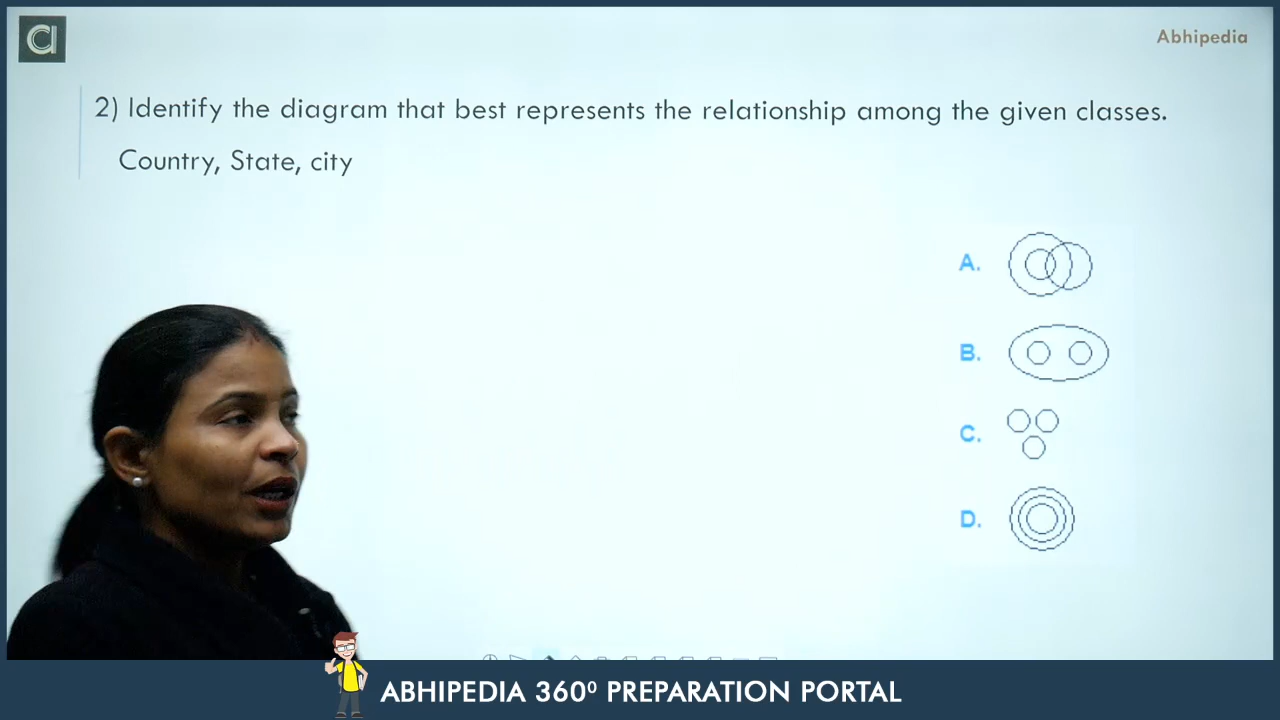 a
Abhipedia
2) Identify the diagram that best represents the relationship among the given classes.
Country, State, city
A.
B.
C.
D.
ABHIPEDIA 360⁰ PREPARATION PORTAL